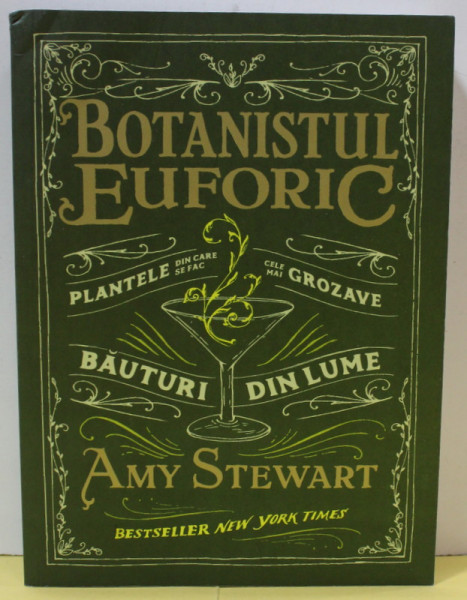 BOTANISTUL
EUFORIC
PLANTELE DIN CARE SE FAC CELE MAI GROZAVE
BĂUTURI DIN LUME
AMY STEWART
BESTSELLER NEW YORK TIMES